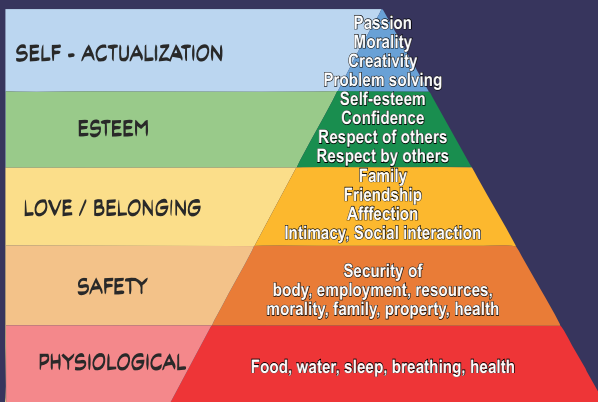 SELF - ACTUALIZATION
Passion
Morality
Creativity
Problem solving
ESTEEM
Self-esteem
Confidence
Respect of others
Respect by others
LOVE / BELONGING
Family
Friendship
Afffection
Intimacy, Social interaction
SAFETY
Security of
body, employment, resources,
morality, family, property, health
PHYSIOLOGICAL
Food, water, sleep, breathing, health